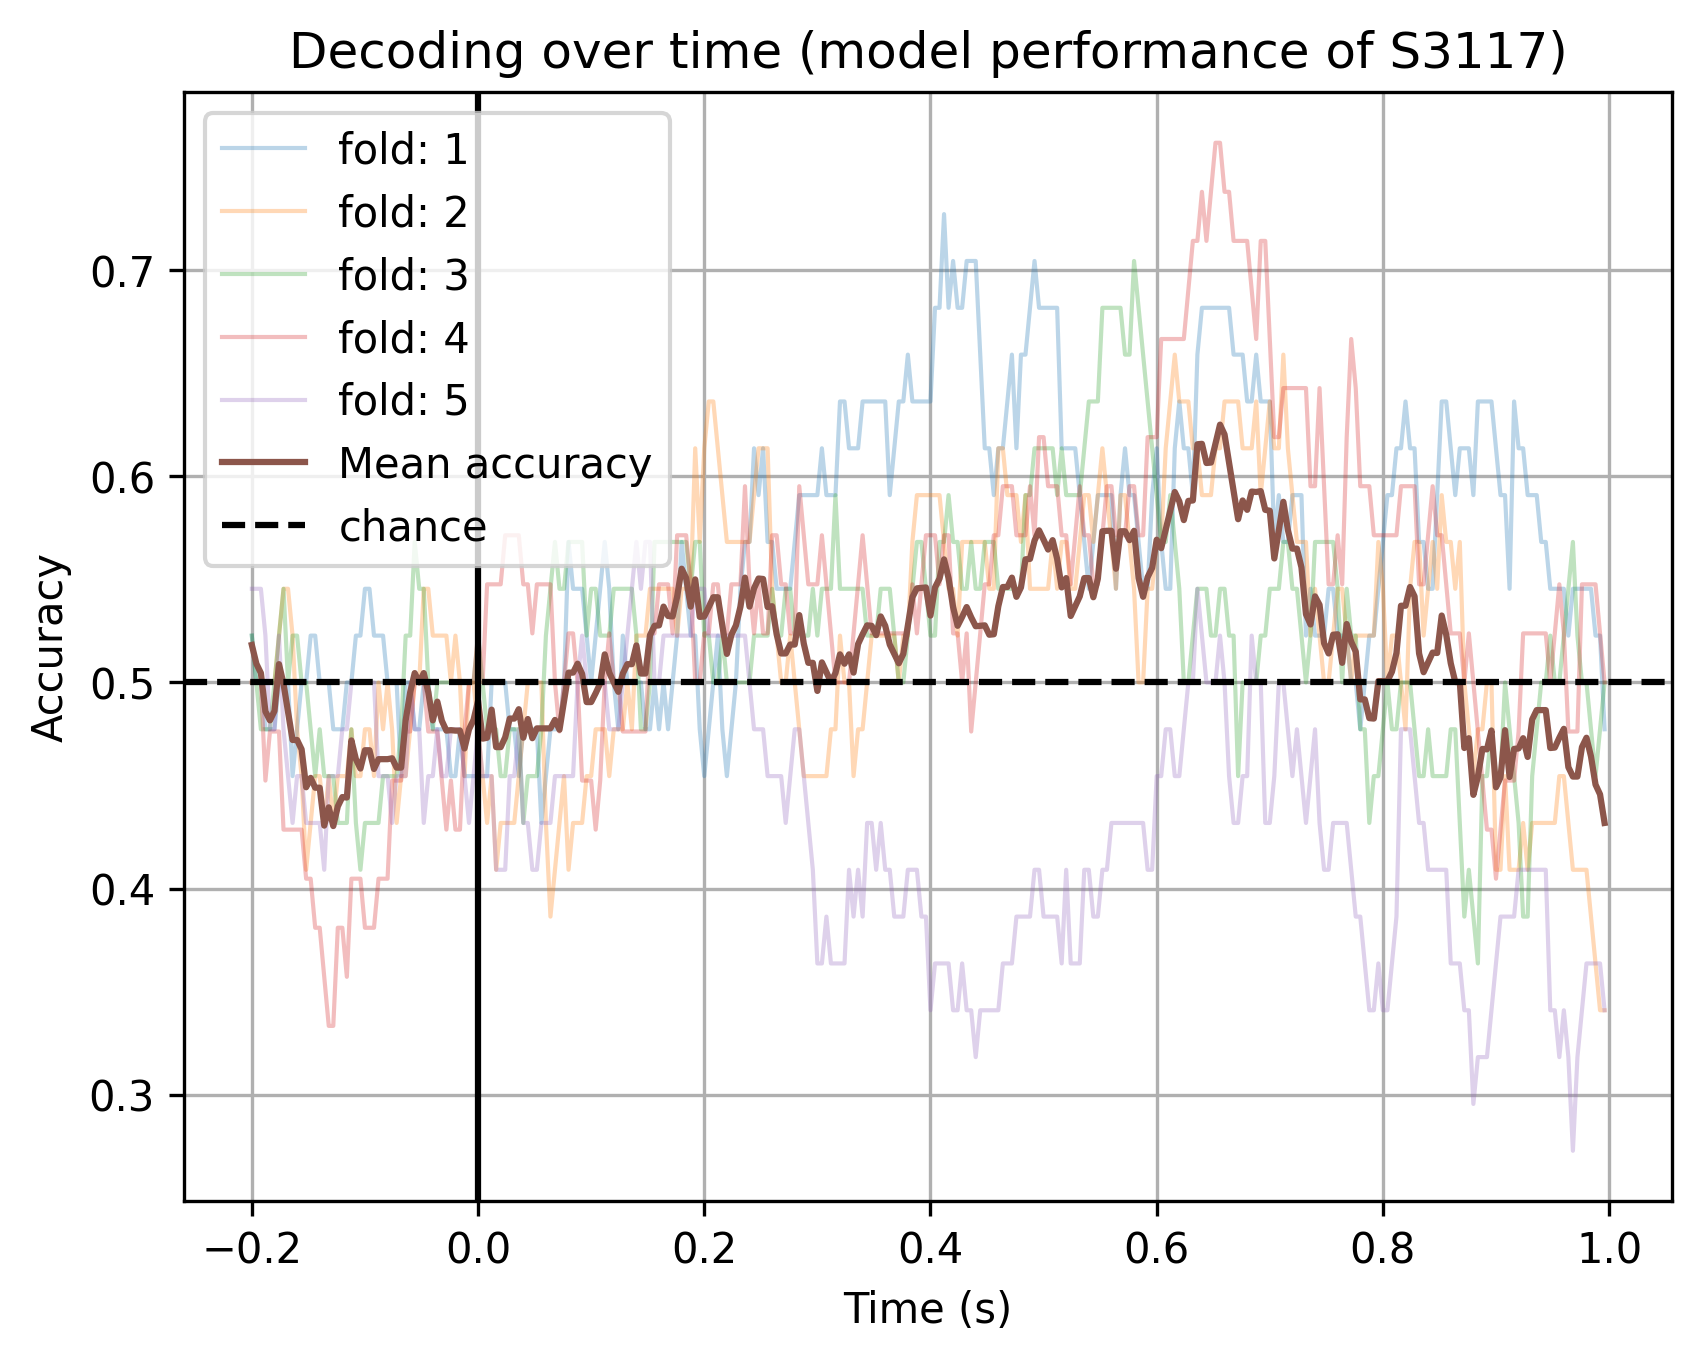 Decoding over time (model performance of S3117)
fold: 1
fold: 2
fold: 3
fold: 4
fold: 5
Mean accuracy
chance
Accuracy
0.7
0.6
0.5
0.4
0.3
−0.2 0.0 0.2 0.4 0.6 0.8 1.0
Time (s)